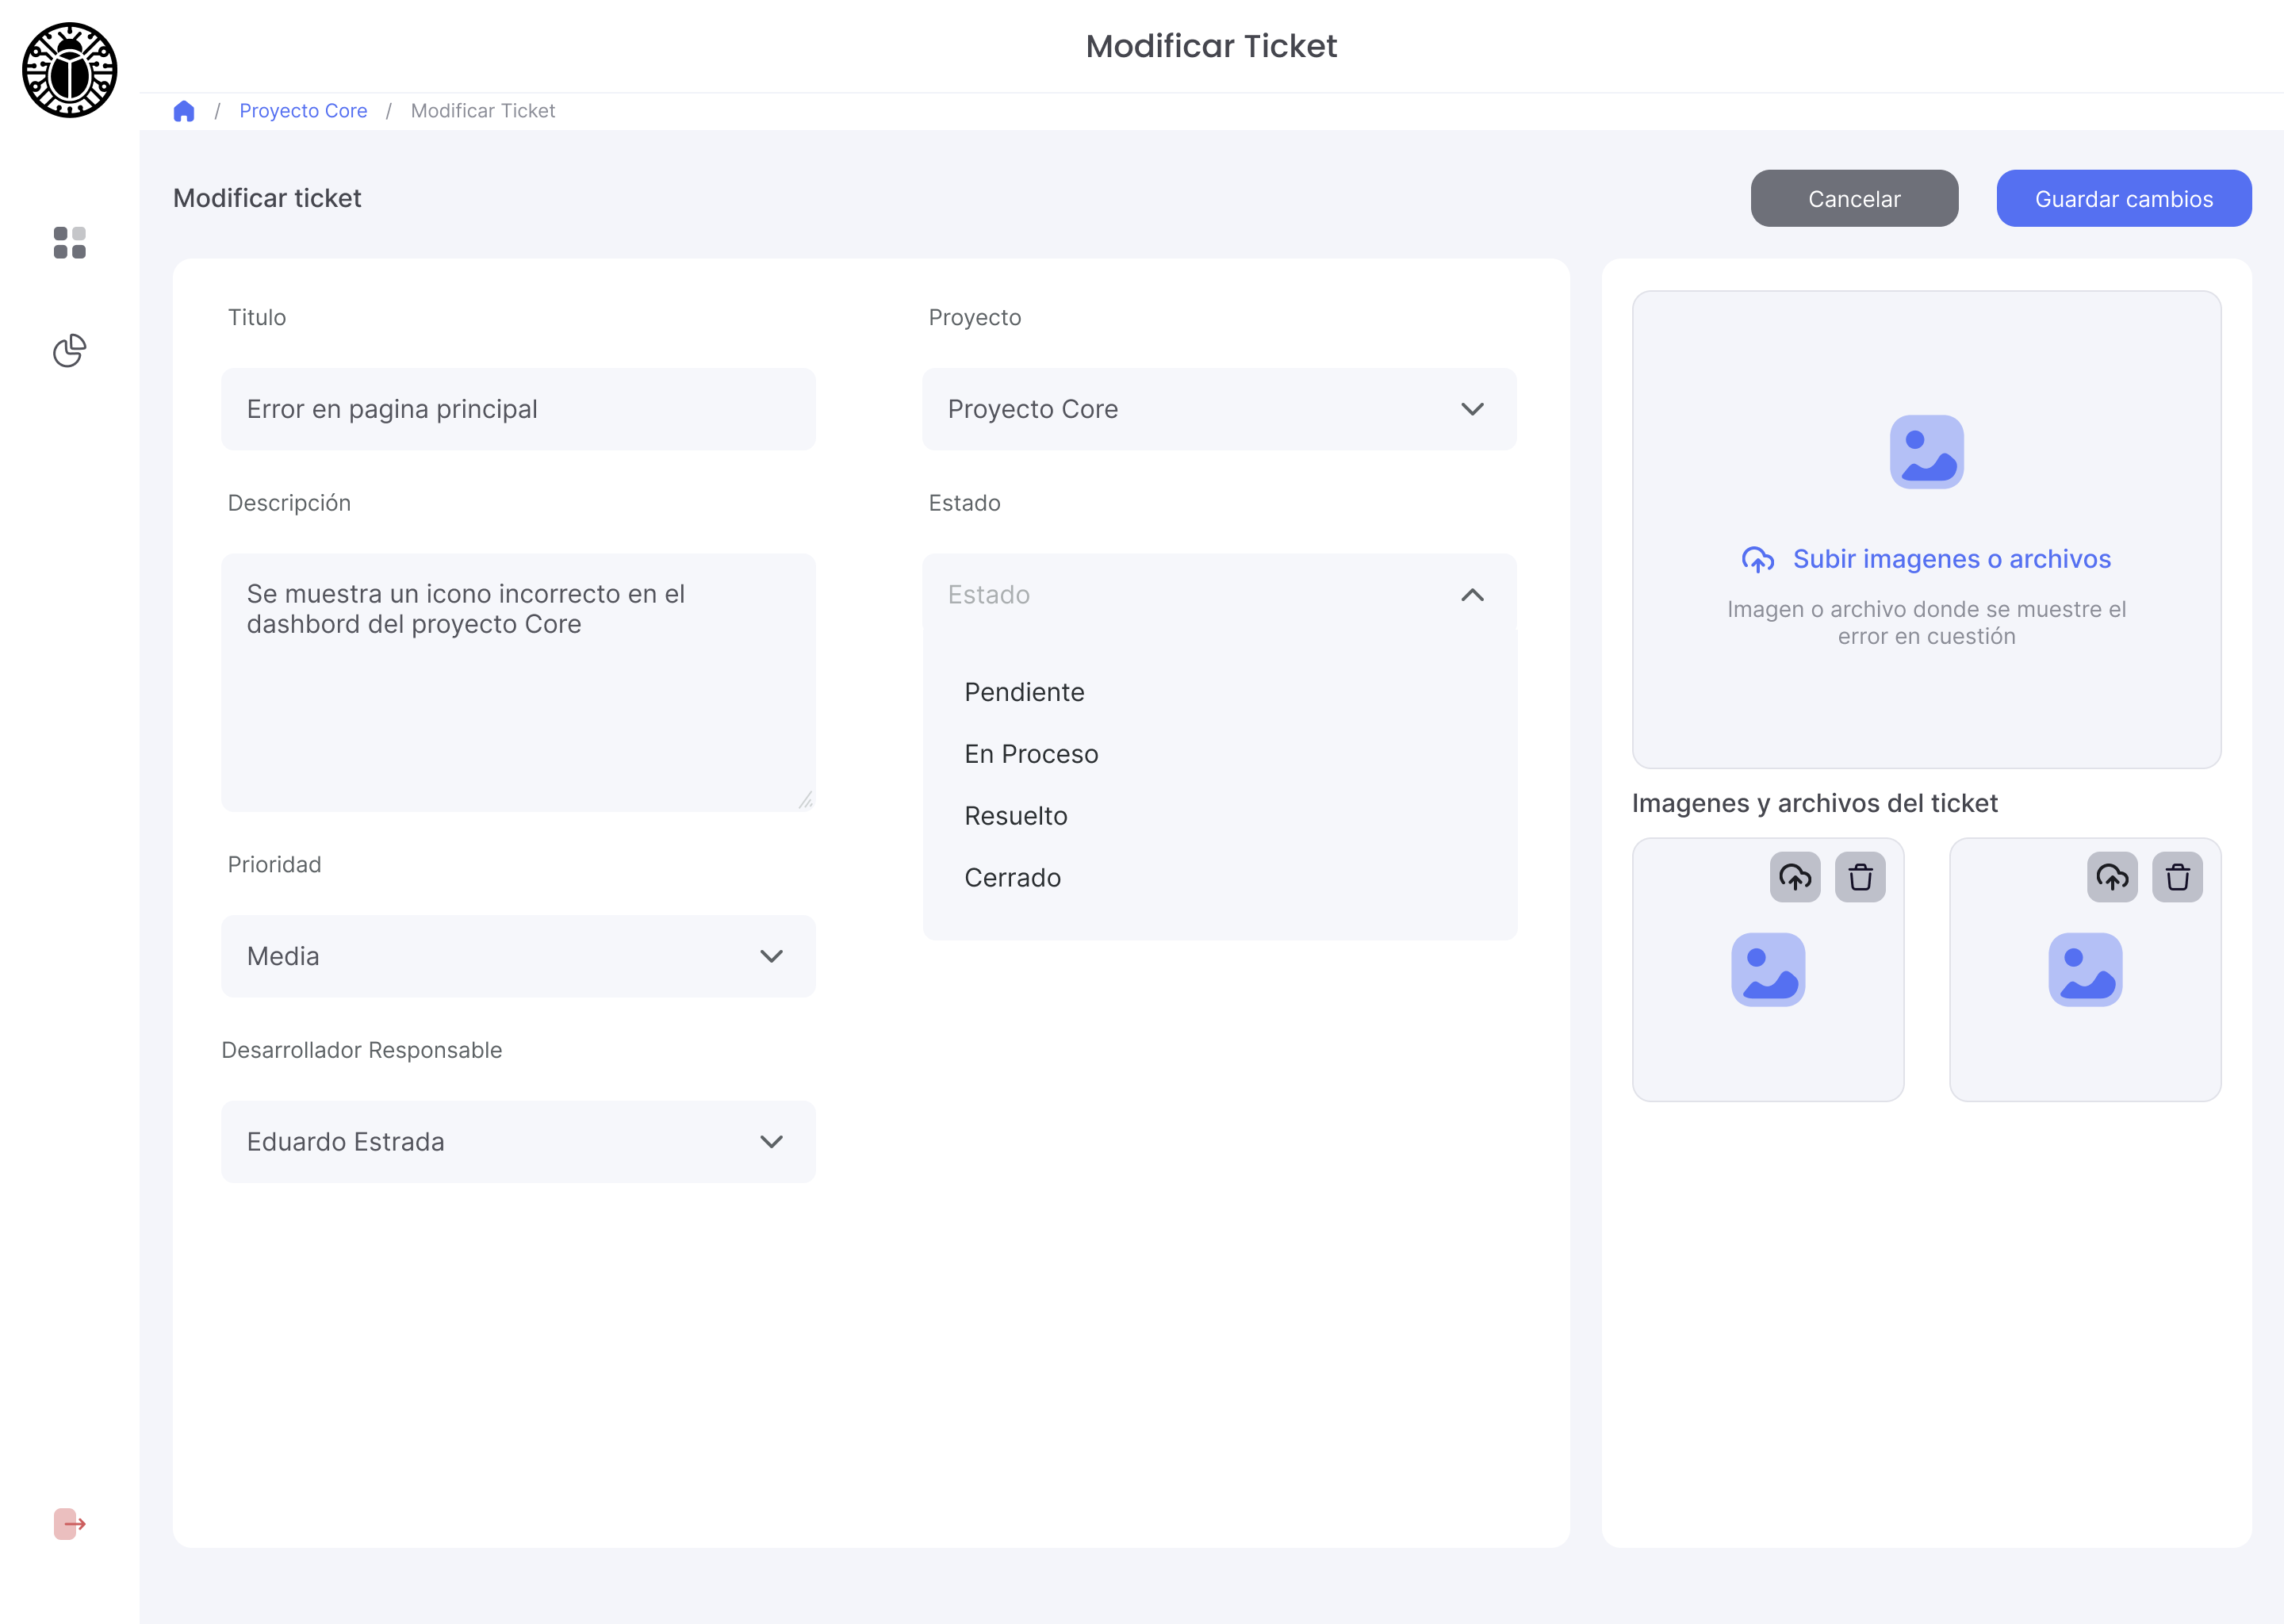 Modificar Ticket
/ Proyecto Core / Modificar Ticket
Modificar ticket
Cancelar
Guardar cambios
Titulo
Error en pagina principal
Descripción
Se muestra un icono incorrecto en el
dashbord del proyecto Core
Prioridad
Media
Desarrollador Responsable
Eduardo Estrada
Proyecto
Proyecto Core
Estado
Estado
Pendiente
En Proceso
Resuelto
Cerrado
Subir imagenes o archivos
Imagen o archivo donde se muestre el
error en cuestión
Imagenes y archivos del ticket